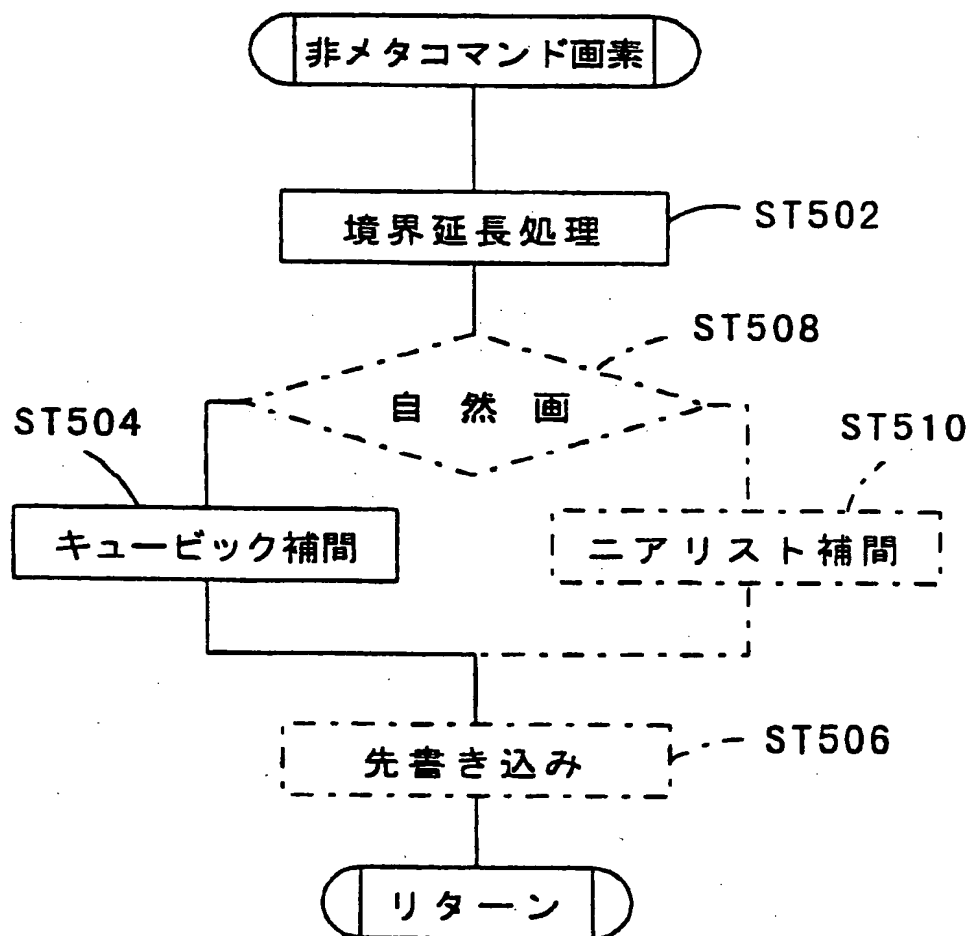 非メタコマンド画素
境界延長処理
ST502
ST508
自然画
ST504
ST510
キュービック補間
ニアリスト補間
先書き込み
ST506
リターン